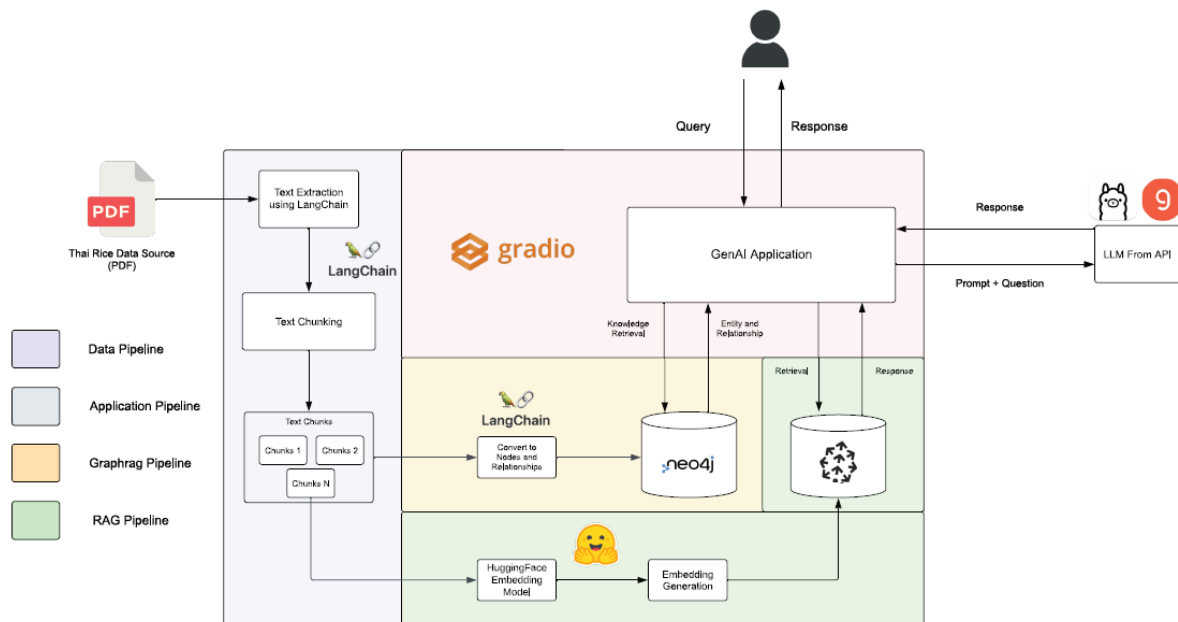 Query
Response
PDF
Thai Rice Data Source
(PDF)
Text Extraction
using LangChain
LangChain
gradio
GenAI Application
Response
9
LLM From API
Prompt + Question
Text Chunking
Knowledge
Retrieval
Entity and
Relationship
Data Pipeline
Application Pipeline
Graphrag Pipeline
RAG Pipeline
Retrieval
Response
Text Chunks
Chunks 1
Chunks 2
Chunks N
LangChain
Convert to
Nodes and
Relationships
neo4j
HuggingFace
Embedding
Model
Embedding
Generation